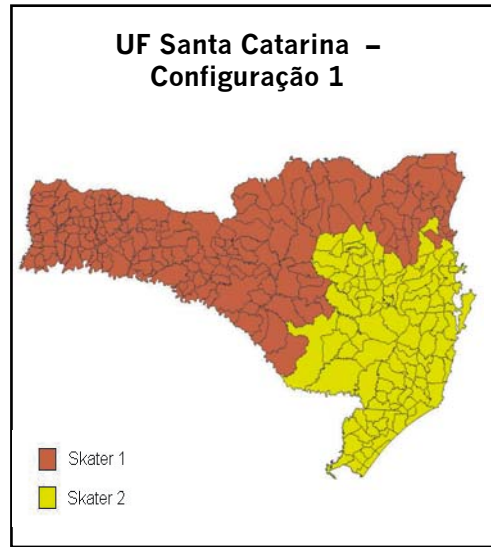 UF Santa Catarina –
Configuração 1
Skater 1
Skater 2